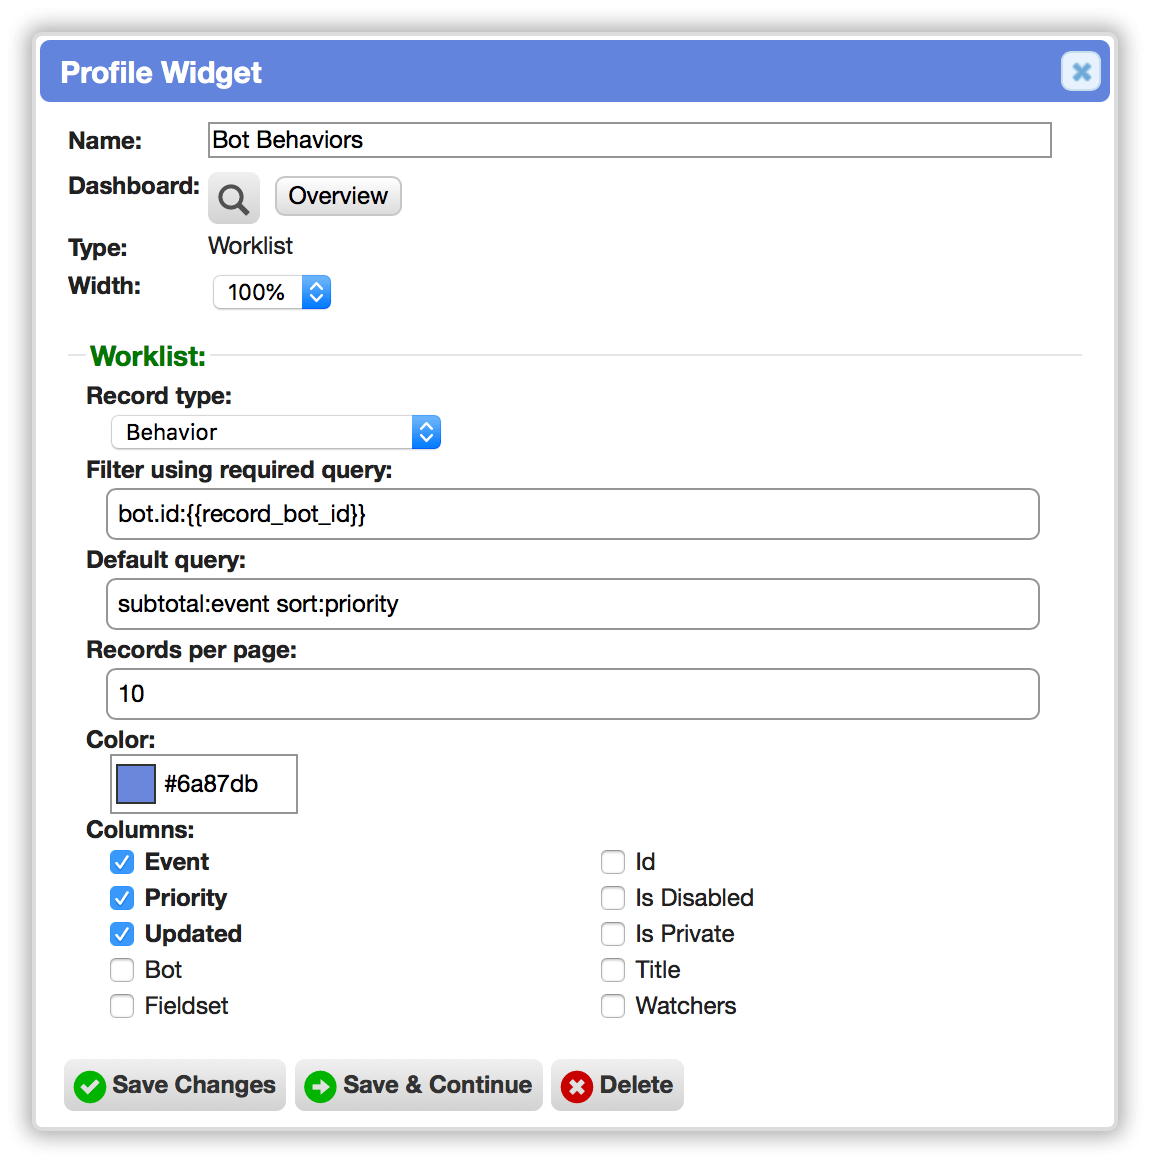 Profile Widget
Name: Bot Behaviors
Dashboard: Overview
Type: Worklist
Width: 100%
Worklist:
Record type:
Behavior
Filter using required query:
bot.id:{{record_bot_id}}
Default query:
subtotal:event sort:priority
Records per page:
10
Color:
#6a87db
Columns:
Event
Priority
Updated
Bot
Fieldset
Id
Is Disabled
Is Private
Title
Watchers
Save Changes Save & Continue Delete